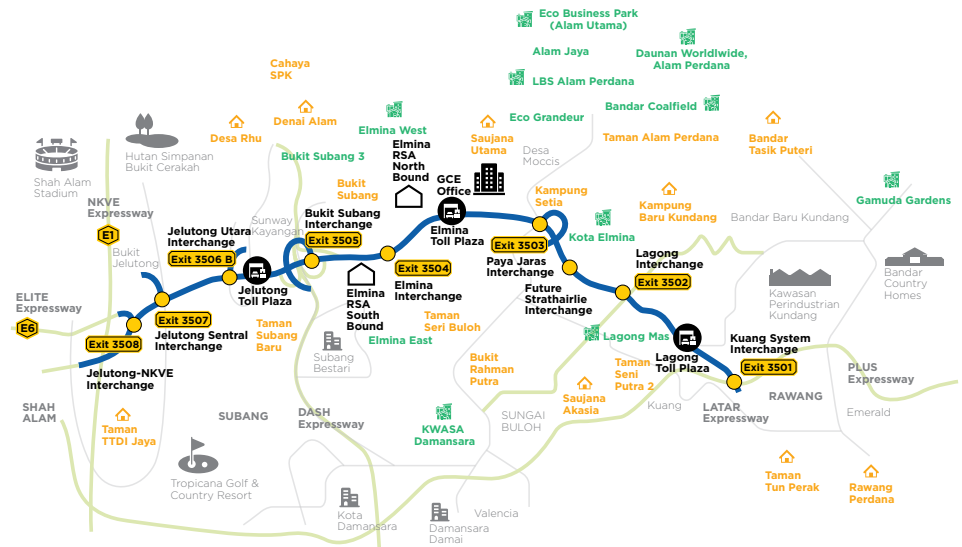 Eco Business Park
(Alam Utama)
Alam Jaya
Daunan Worldlwide,
Alam Perdana
LBS Alam Perdana
Cahaya
SPK
Bandar Coalfield
Eco Grandeur
Denai Alam
Desa Rhu
Elmina West
Saujana
Utama
Taman Alam Perdana
Bandar
Tasik Puteri
Hutan Simpanan
Bukit Cerakah
Bukit Subang 3
Elmina
RSA
North
Bound
Desa
Moccis
Shah Alam
Stadium
GCE
Office
Bukit
Subang
Kampung
Setia
Kampung
Baru Kundang
Gamuda Gardens
NKVE
Expressway
E1
Sunway
Kayangan
Bukit Subang
Interchange
Exit 3505
Elmina
Toll Plaza
Kota Elmina
Bandar Baru Kundang
Jelutong Utara
Interchange
Exit 3506 B
Bukit
Jelutong
Exit 3503
Paya Jaras
Interchange
Exit 3504
Elmina
Interchange
Lagong
Interchange
Exit 3502
Bandar
Country
Homes
Jelutong
Toll Plaza
Elmina
RSA
South
Bound
Future
Strathairlie
Interchange
Kawasan
Perindustrian
Kundang
ELITE
Expressway
E6
Exit 3507
Jelutong Sentral
Interchange
Taman
Subang
Baru
Taman
Seri Buloh
Elmina East
Lagong Mas
Kuang System
Interchange
Exit 3501
Exit 3508
Jelutong-NKVE
Interchange
Subang
Bestari
Bukit
Rahman
Putra
Taman
Seni
Putra 2
Lagong
Toll Plaza
PLUS
Expressway
Saujana
Akasia
Kuang
LATAR
Expressway
RAWANG
Emerald
SHAH
ALAM
Taman
TTDI Jaya
SUBANG
DASH
Expressway
KWASA
Damansara
SUNGAI
BULOH
Tropicana Golf &
Country Resort
Taman
Tun Perak
Rawang
Perdana
Kota
Damansara
Damansara
Damai
Valencia